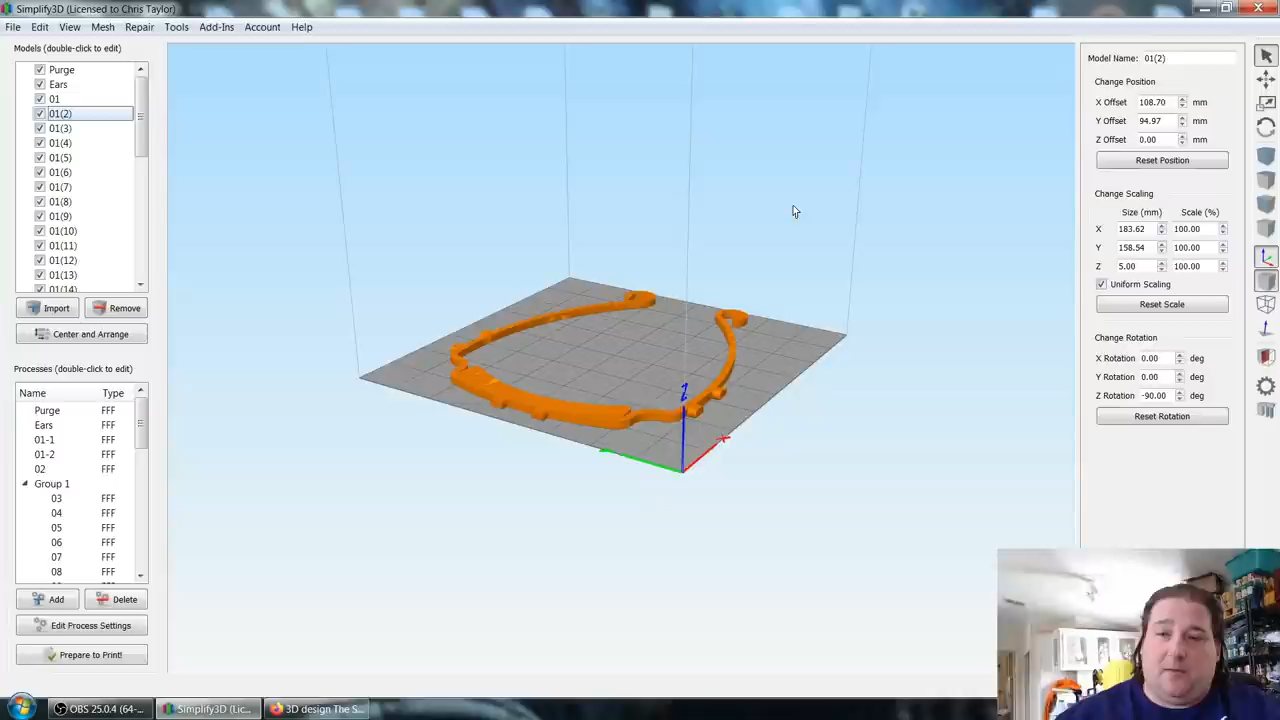 Simplify3D (Licensed to Chris Taylor)
File Edit View Mesh Repair Tools Add-Ins Account Help
Models (double-click to edit)
Purge
Ears
01
01(2)
01(3)
01(4)
01(5)
01(6)
01(7)
01(8)
01(9)
01(10)
01(11)
01(12)
01(13)
01(14)
Import Remove
Center and Arrange
Processes (double-click to edit)
Name Type
Purge FFF
Ears FFF
01-1 FFF
01-2 FFF
02 FFF
Group 1
03 FFF
04 FFF
05 FFF
06 FFF
07 FFF
08 FFF
Add Delete
Edit Process Settings
Prepare to Print!
Model Name: 01(2)
Change Position
X Offset 108.70 mm
Y Offset 94.97 mm
Z Offset 0.00 mm
Reset Position
Change Scaling
Size (mm) Scale (%)
X 183.62 100.00
Y 158.54 100.00
Z 5.00 100.00
Uniform Scaling
Reset Scale
Change Rotation
X Rotation 0.00 deg
Y Rotation 0.00 deg
Z Rotation -90.00 deg
Reset Rotation
OBS 25.0.4 (64-... Simplify3D (Lic... 3D design The S...